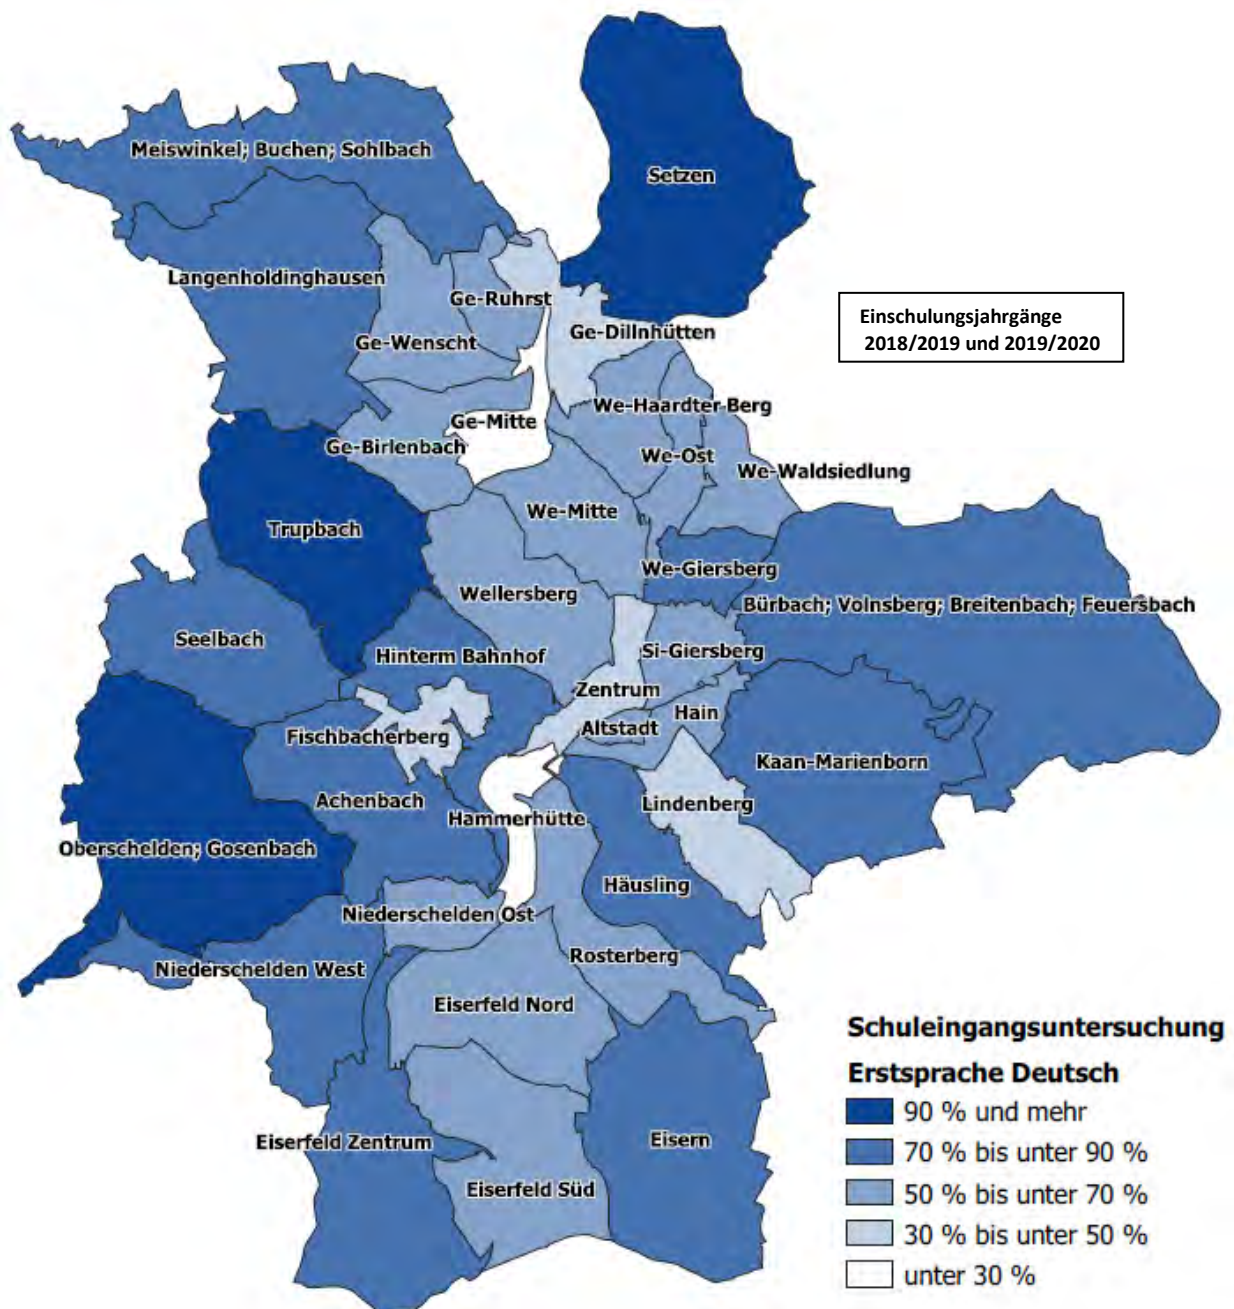 Meiswinkel; Buchen; Sohlbach
Setzen
Langenholdinghausen
Ge-Ruhrst
Ge-Wenscht
Ge-Dillnhütten
Einschulungsjahrgänge
2018/2019 und 2019/2020
We-Haardter-Berg
Ge-Mitte
Ge-Birlenbach
We-Ost
We-Waldsiedlung
Trupbach
We-Mitte
We-Giersberg
Wellersberg
Bürbach; Volnsberg; Breitenbach; Feuersbach
Seelbach
Hinterm Bahnhof
Si-Giersberg
Zentrum
Hain
Altstadt
Fischbacherberg
Kaan-Marienborn
Achenbach
Lindenberg
Hammerhütte
Oberschelden; Gosenbach
Häusling
Niederschelden Ost
Rosterberg
Niederschelden West
Eiserfeld Nord
Eiserfeld Zentrum
Eisern
Eiserfeld Süd
Schuleingangsuntersuchung
Erstsprache Deutsch
90 % und mehr
70 % bis unter 90 %
50 % bis unter 70 %
30 % bis unter 50 %
unter 30 %